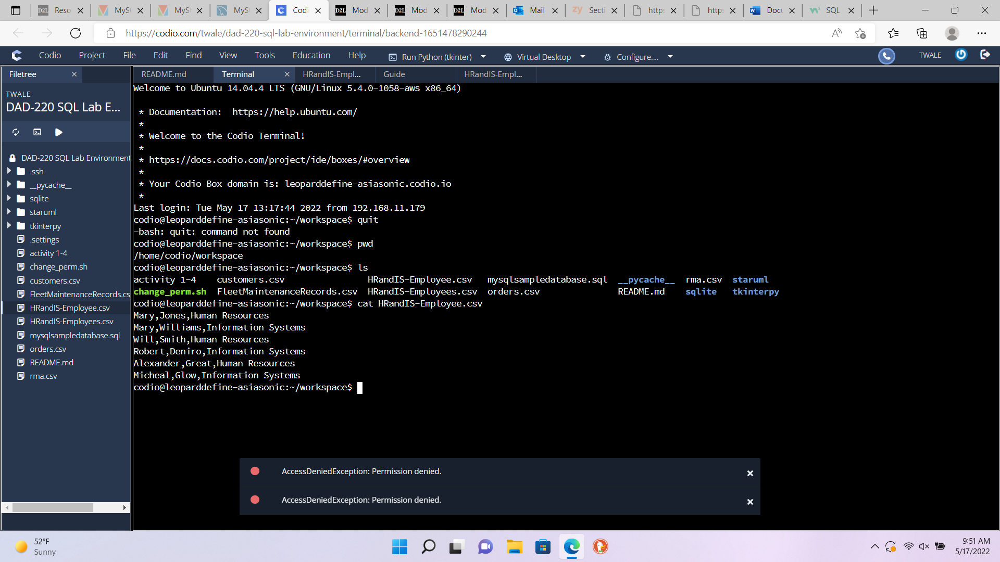 Reso
MyS
MyS
MyS
Codi
Mod
Mod
Mod
Mail
Secti
https
https
Docu
SQL
https://codio.com/twale/dad-220-sql-lab-environment/terminal/backend-1651478290244
Codio Project File Edit Find View Tools Education Help Run Python (tkinter) Virtual Desktop Configure.... TWALE
Filetree
README.md Terminal HRandIS-Empl... Guide HRandIS-Empl...
TWALE
DAD-220 SQL Lab E...
DAD-220 SQL Lab Environment
.ssh
__pycache__
sqlite
staruml
tkinterpy
.settings
activity 1-4
change_perm.sh
customers.csv
FleetMaintenanceRecords.cs
HRandIS-Employee.csv
HRandIS-Employees.csv
mysqlsampledatabase.sql
orders.csv
README.md
rma.csv
Welcome to Ubuntu 14.04.4 LTS (GNU/Linux 5.4.0-1058-aws x86_64)
* Documentation:  https://help.ubuntu.com/
*
* Welcome to the Codio Terminal!
*
* https://docs.codio.com/project/ide/boxes/#overview
*
* Your Codio Box domain is: leoparddefine-asiasonic.codio.io
*
Last login: Tue May 17 13:17:44 2022 from 192.168.11.179
codio@leoparddefine-asiasonic:~/workspace$ quit
-bash: quit: command not found
codio@leoparddefine-asiasonic:~/workspace$ pwd
/home/codio/workspace
codio@leoparddefine-asiasonic:~/workspace$ ls
activity 1-4    customers.csv                HRandIS-Employee.csv   mysqlsampledatabase.sql  __pycache__  rma.csv  staruml
change_perm.sh  FleetMaintenanceRecords.csv  HRandIS-Employees.csv  orders.csv               README.md    sqlite   tkinterpy
codio@leoparddefine-asiasonic:~/workspace$ cat HRandIS-Employee.csv
Mary,Jones,Human Resources
Mary,Williams,Information Systems
Will,Smith,Human Resources
Robert,Deniro,Information Systems
Alexander,Great,Human Resources
Micheal,Glow,Information Systems
codio@leoparddefine-asiasonic:~/workspace$
AccessDeniedException: Permission denied.
AccessDeniedException: Permission denied.
52°F
Sunny
9:51 AM
5/17/2022